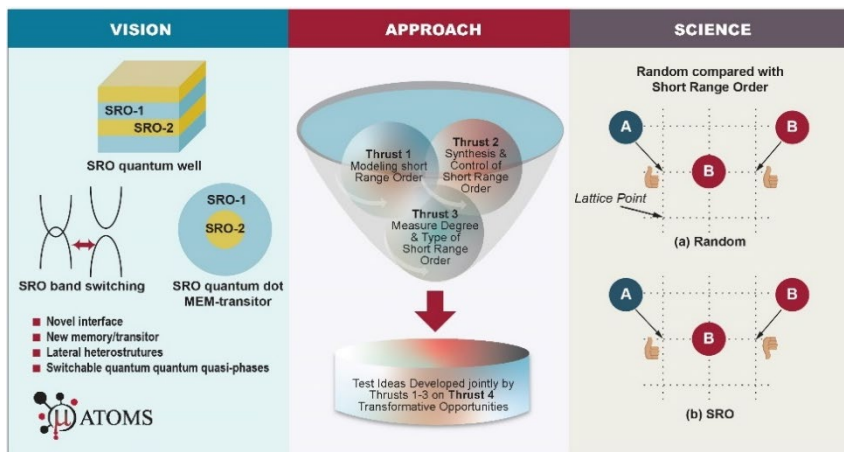 VISION
SRO-1
SRO-2
SRO quantum well
SRO band switching
SRO-1
SRO-2
SRO quantum dot
MEM-transitor
Novel interface
New memory/transitor
Lateral heterostrutures
Switchable quantum quantum quasi-phases
μ ATOMS
APPROACH
Thrust 1
Modeling short
Range Order
Thrust 2
Synthesis &
Control of
Short Range
Order
Thrust 3
Measure Degree
& Type of
Short Range
Order
Test Ideas Developed jointly by
Thrusts 1-3 on Thrust 4
Transformative Opportunities
SCIENCE
Random compared with
Short Range Order
A
B
B
Lattice Point
(a) Random
A
B
B
(b) SRO